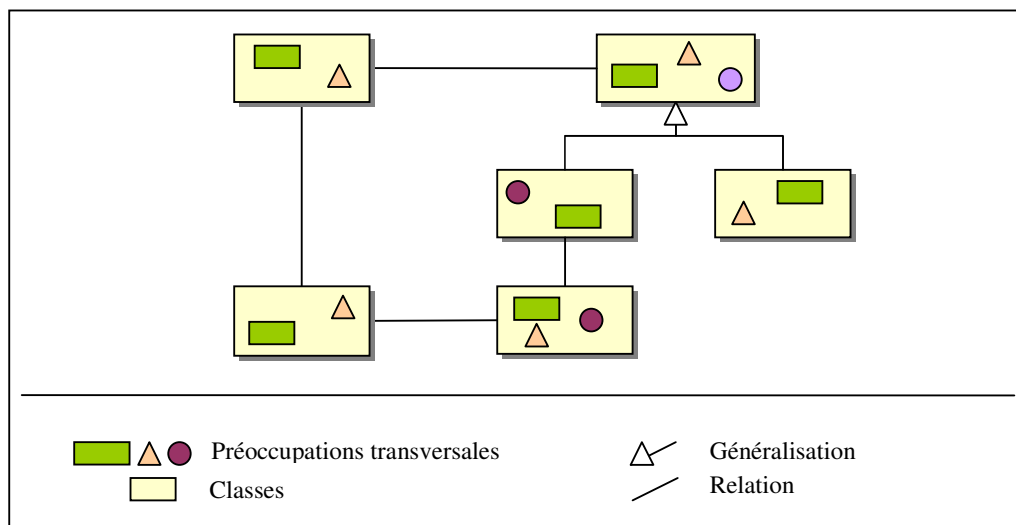 Préoccupations transversales
Généralisation
Classes
Relation